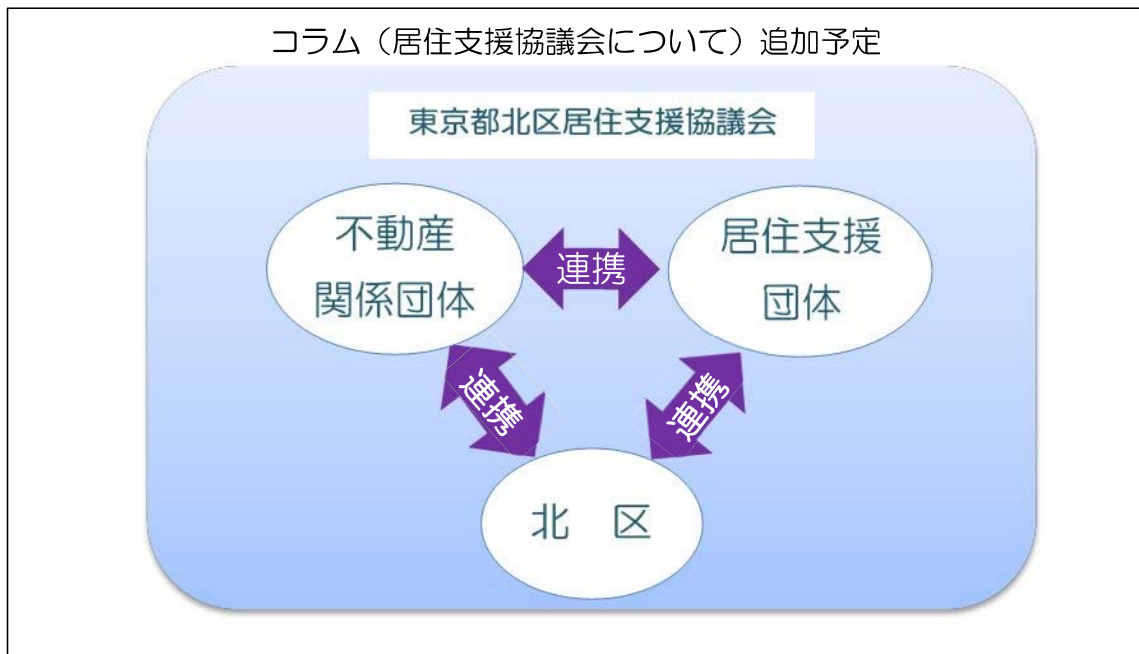 コラム（居住支援協議会について）追加予定
東京都北区居住支援協議会
不動産
関係団体
連携
居住支援
団体
連携
連携
北　区